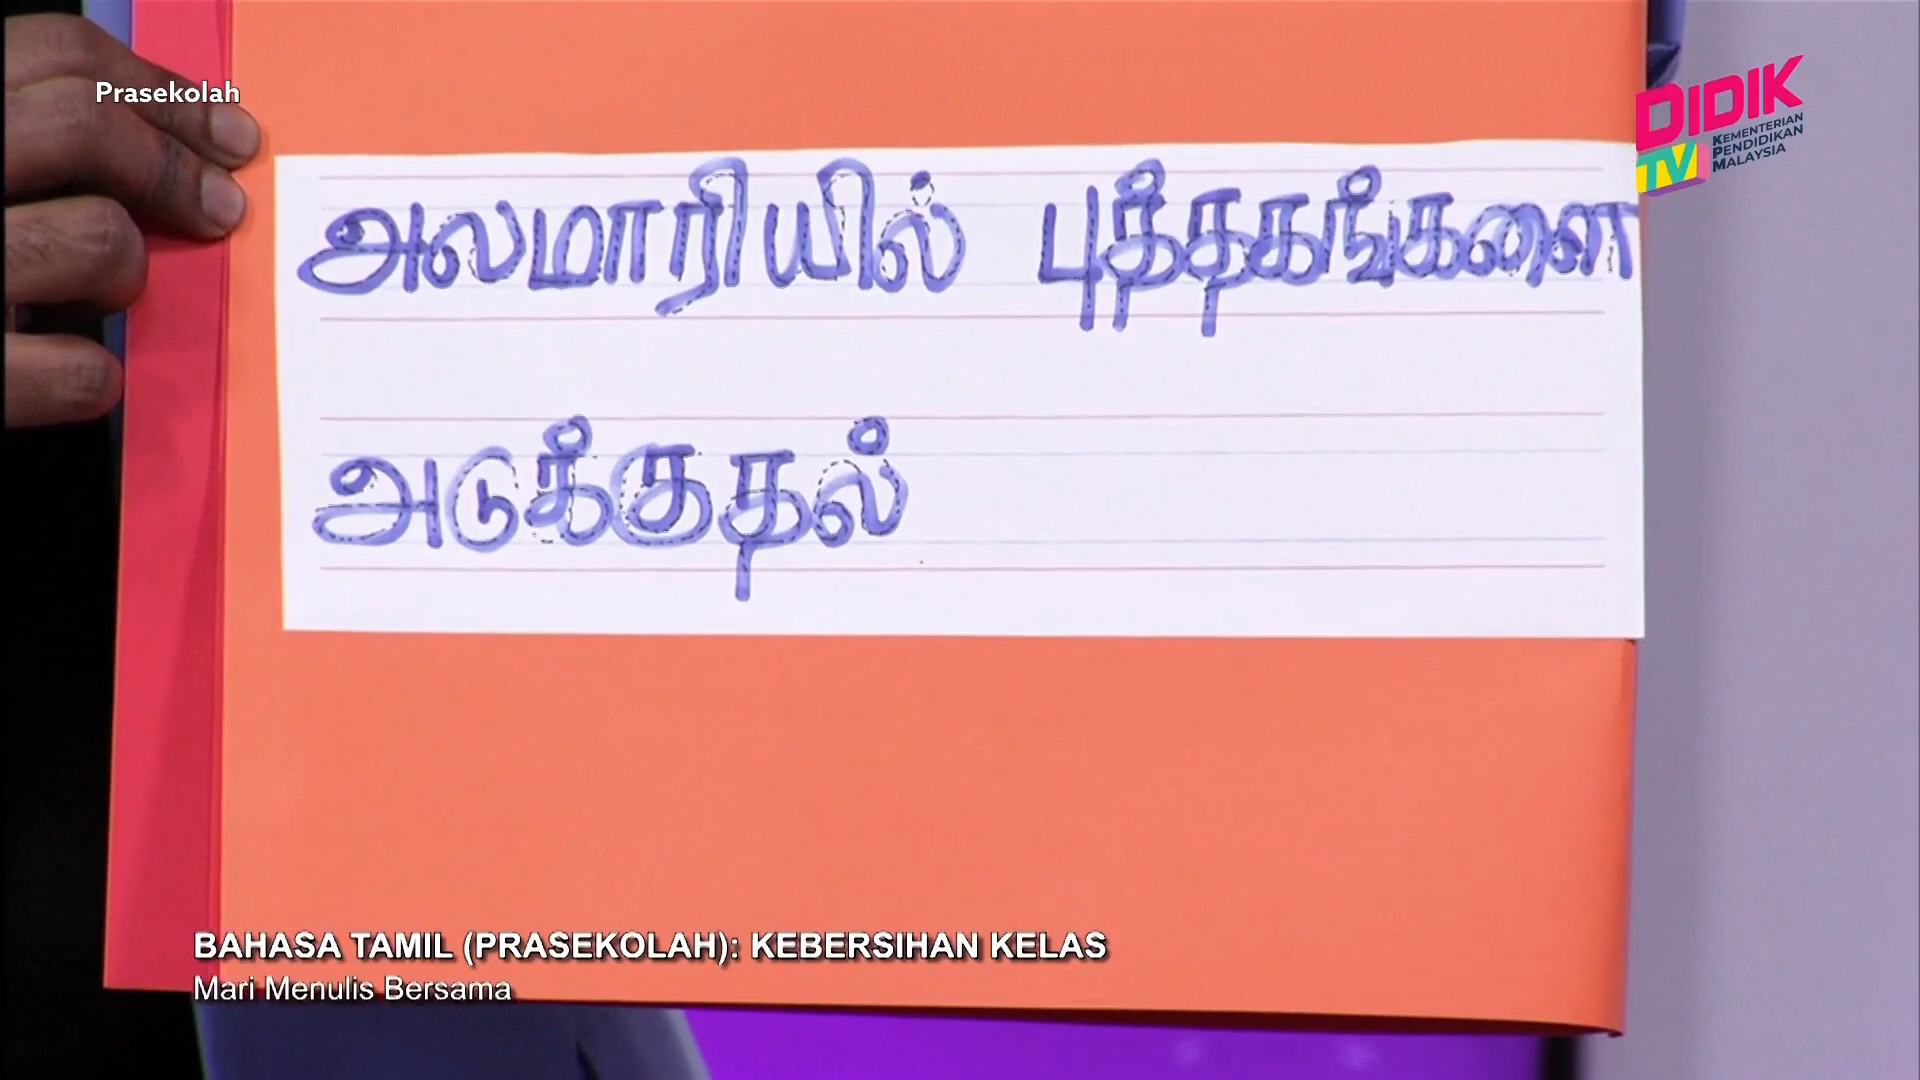 Prasekolah
DIDIK
TV
KEMENTERIAN
PENDIDIKAN
MALAYSIA
அலமாரியில் புத்தகங்களை
அடுக்குதல்
BAHASA TAMIL (PRASEKOLAH): KEBERSIHAN KELAS
Mari Menulis Bersama